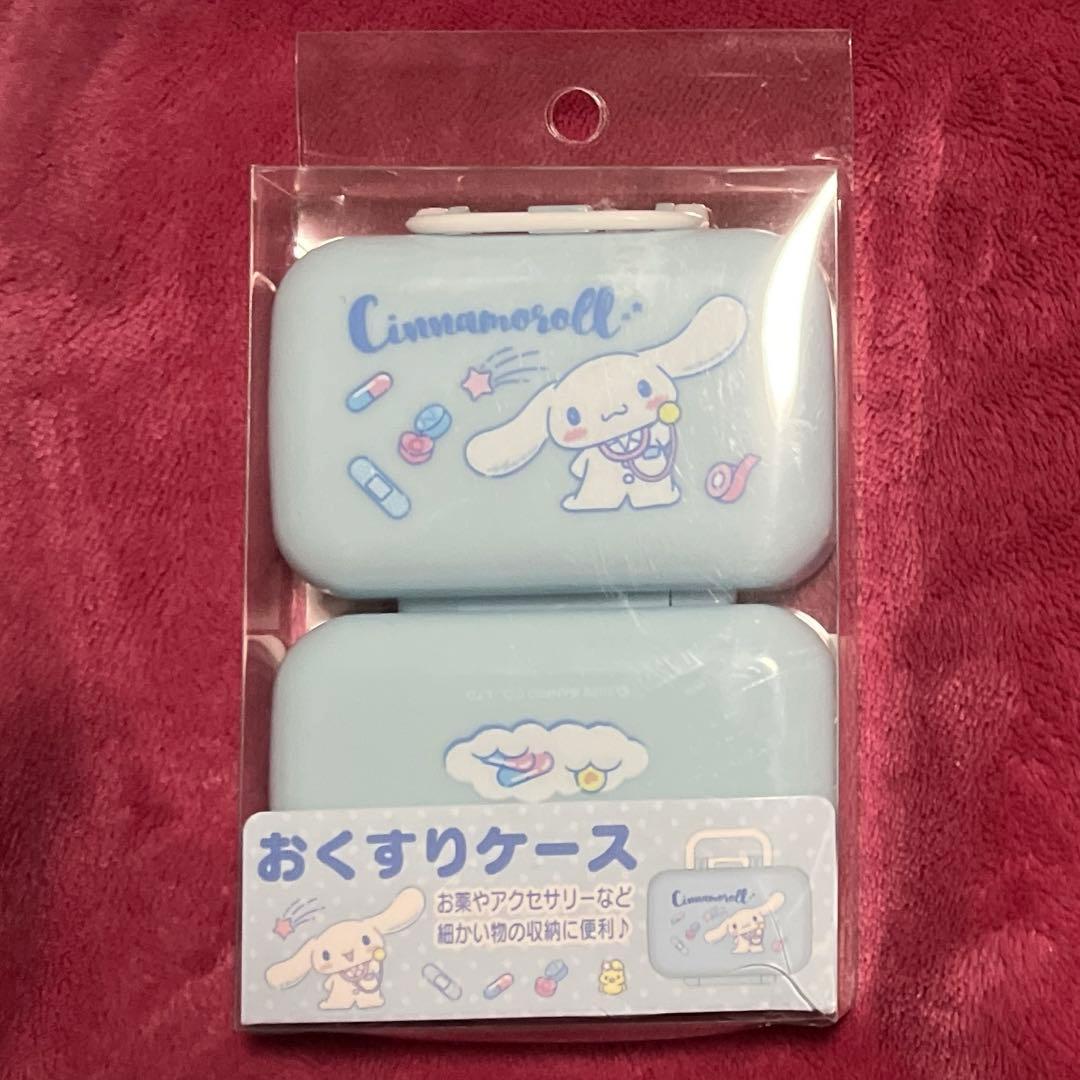 Cinnamoroll
おくすりケース
お薬やアクセサリーなど
細かい物の収納に便利♪
Cinnamoroll